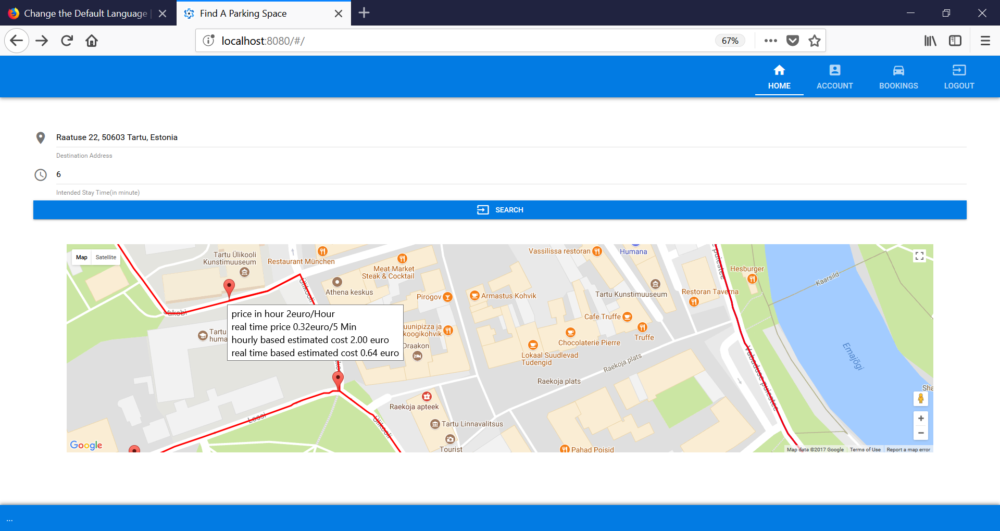 Change the Default Language |
Find A Parking Space
localhost:8080/#/
67%
HOME
ACCOUNT
BOOKINGS
LOGOUT
Raatuse 22, 50603 Tartu, Estonia
Destination Address
6
Intended Stay Time(in minute)
SEARCH
Map
Satellite
Tartu Ülikooli
Kunstimuuseum
Restaurant München
Meat Market
Steak & Cocktail
Vassilissa restoran
Humana
puiestee
Hesburger
Kaarsild
Ülikooli
Athena keskus
Pirogov
Armastus Kohvik
Tartu Kunstimuuseum
Restoran Taverna
Yakobi
price in hour 2euro/Hour
real time price 0.32euro/5 Min
hourly based estimated cost 2.00 euro
real time based estimated cost 0.64 euro
Tartu
huma
uunipizza ja
koogikohvik
Draakon
Cafe Truffe
Truffe
Chocolaterie Pierre
Lokaal Suudlevad
Tudengid
Raekoja plats
Raekoja plats
Vabaduse puiestee
Emajõgi
Sha
Raekoja apteek
Lossi
Ülikooli
Tartu Linnavalitsus
Tourist
Pahad Poisid
Google
Map data ©2017 Google
Terms of Use
Report a map error
...